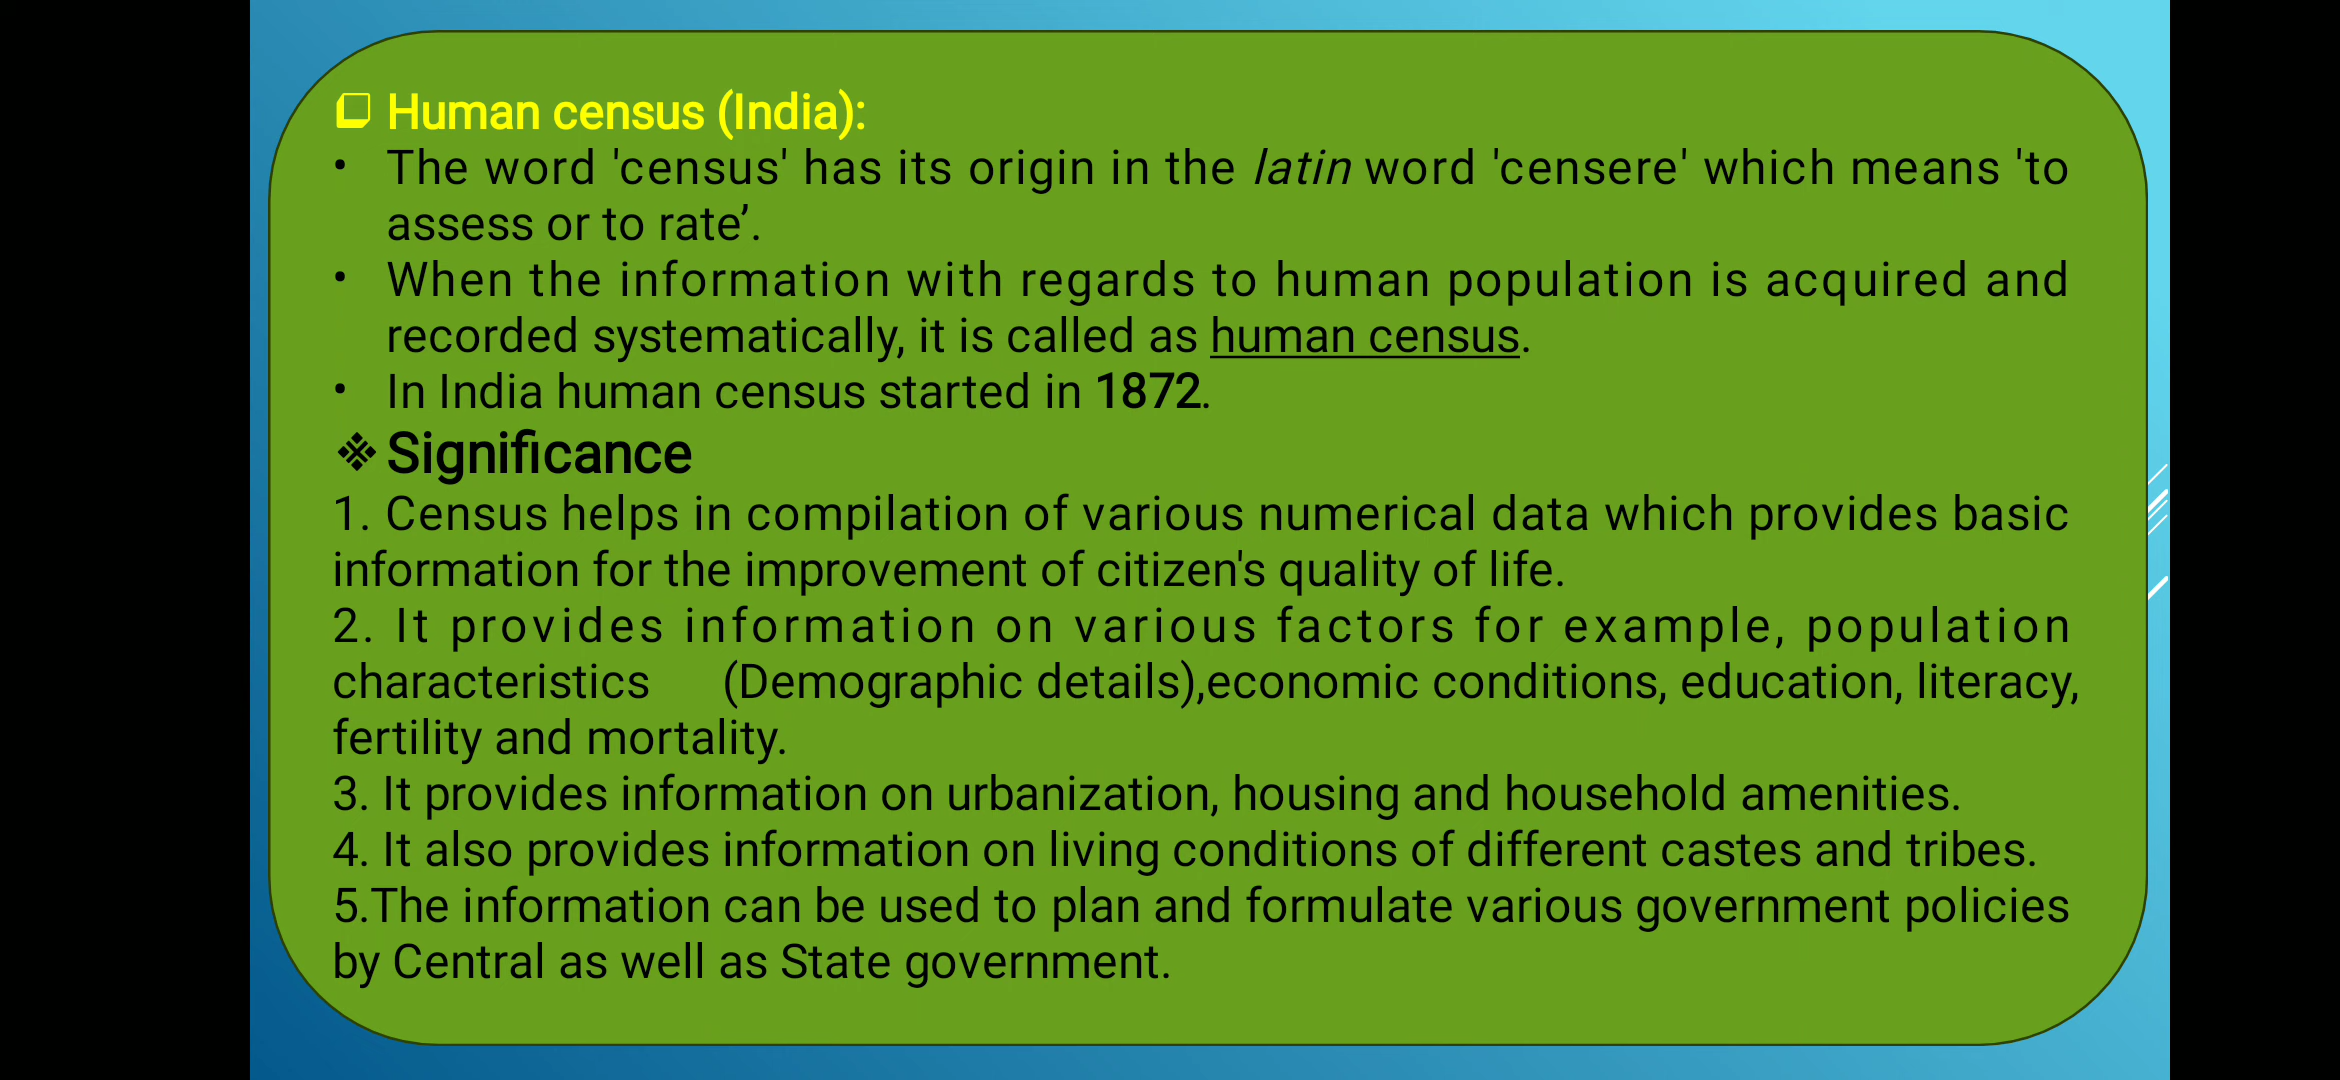 ❑ Human census (India):
• The word 'census' has its origin in the latin word 'censere' which means 'to
assess or to rate’.
• When the information with regards to human population is acquired and
recorded systematically, it is called as human census.
• In India human census started in 1872.
❖ Significance
1. Census helps in compilation of various numerical data which provides basic
information for the improvement of citizen's quality of life.
2. It provides information on various factors for example, population
characteristics (Demographic details),economic conditions, education, literacy,
fertility and mortality.
3. It provides information on urbanization, housing and household amenities.
4. It also provides information on living conditions of different castes and tribes.
5.The information can be used to plan and formulate various government policies
by Central as well as State government.